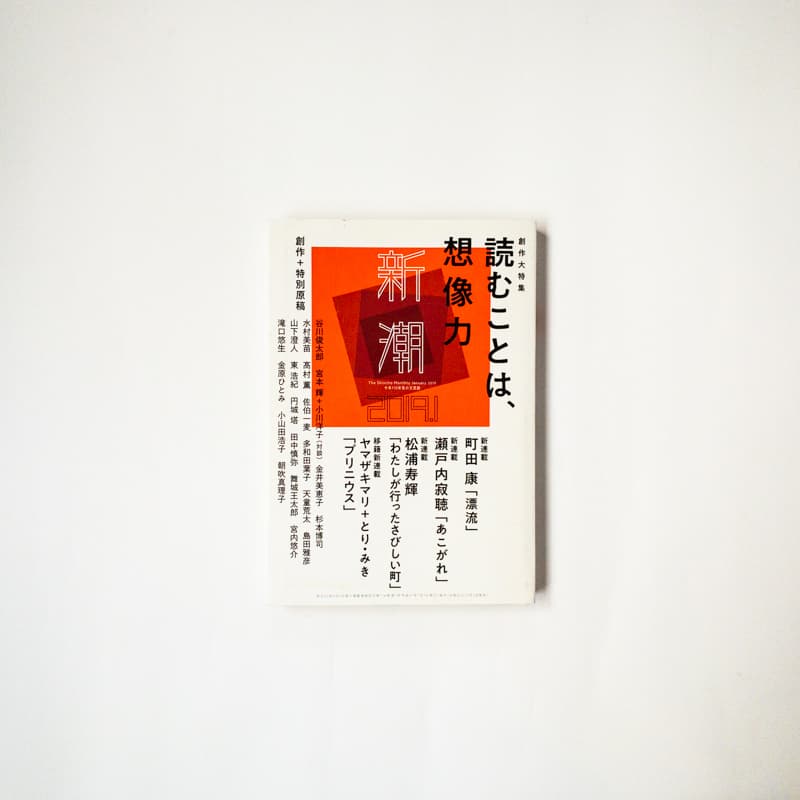 創作大特集
読むことは、
想像力
新潮
The Shincho Monthly January 2019
2019.1
新連載
町田 康「漂流」
新連載
瀬戸内寂聴「あこがれ」
新連載
松浦寿輝
「わたしが行ったさびしい町」
移籍新連載
ヤマザキマリ+とり・みき
「プリニウス」
創作+特別原稿
谷川俊太郎 宮本 輝+小川洋子(対談) 金井美恵子 杉本博司
水村美苗 髙村 薫 佐伯一麦 多和田葉子 天童荒太 島田雅彦
山下澄人 東 浩紀 円城 塔 田中慎弥 舞城王太郎 宮内悠介
滝口悠生 金原ひとみ 小山田浩子 朝吹真理子